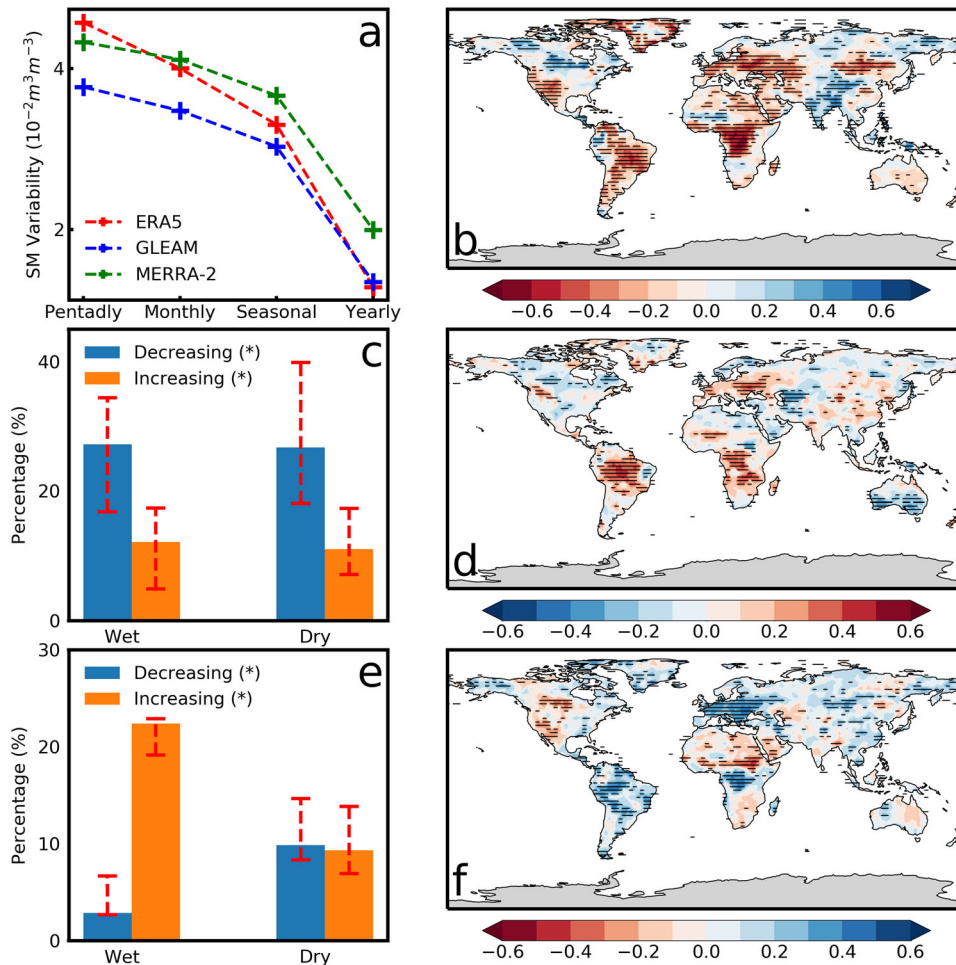 a
SM Variability (10⁻²m³m⁻³)
4
2
ERA5
GLEAM
MERRA-2
Pentadly Monthly Seasonal Yearly
b
−0.6 −0.4 −0.2 0.0 0.2 0.4 0.6
c
Percentage (%)
40
20
0
Decreasing (*)
Increasing (*)
Wet Dry
d
−0.6 −0.4 −0.2 0.0 0.2 0.4 0.6
e
Percentage (%)
30
20
10
0
Decreasing (*)
Increasing (*)
Wet Dry
f
−0.6 −0.4 −0.2 0.0 0.2 0.4 0.6